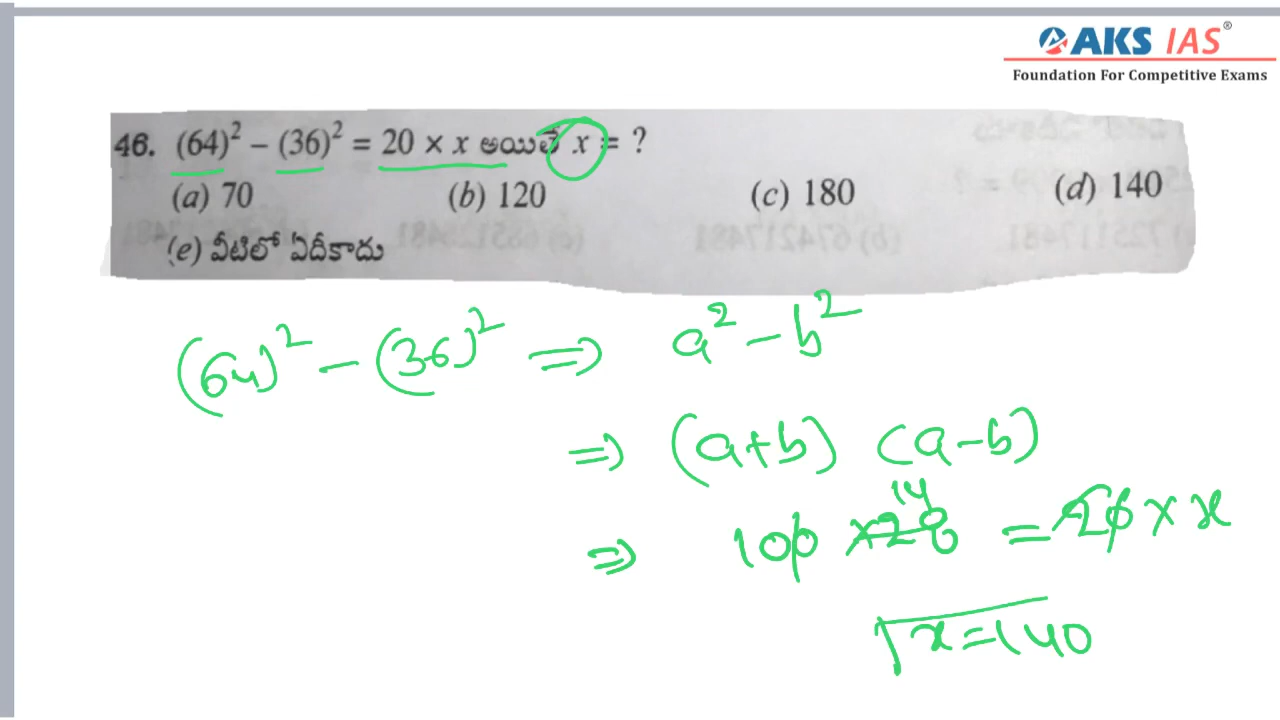 AKS IAS®
Foundation For Competitive Exams
46. (64)² – (36)² = 20 × x అయితే x = ?
(a) 70 (b) 120 (c) 180 (d) 140
(e) వీటిలో ఏదీకాదు
(64)² – (36)² ⇒ a² – b²
⇒ (a+b) (a–b)
14
⇒ 100 × 28 = 20 × x
x = 140